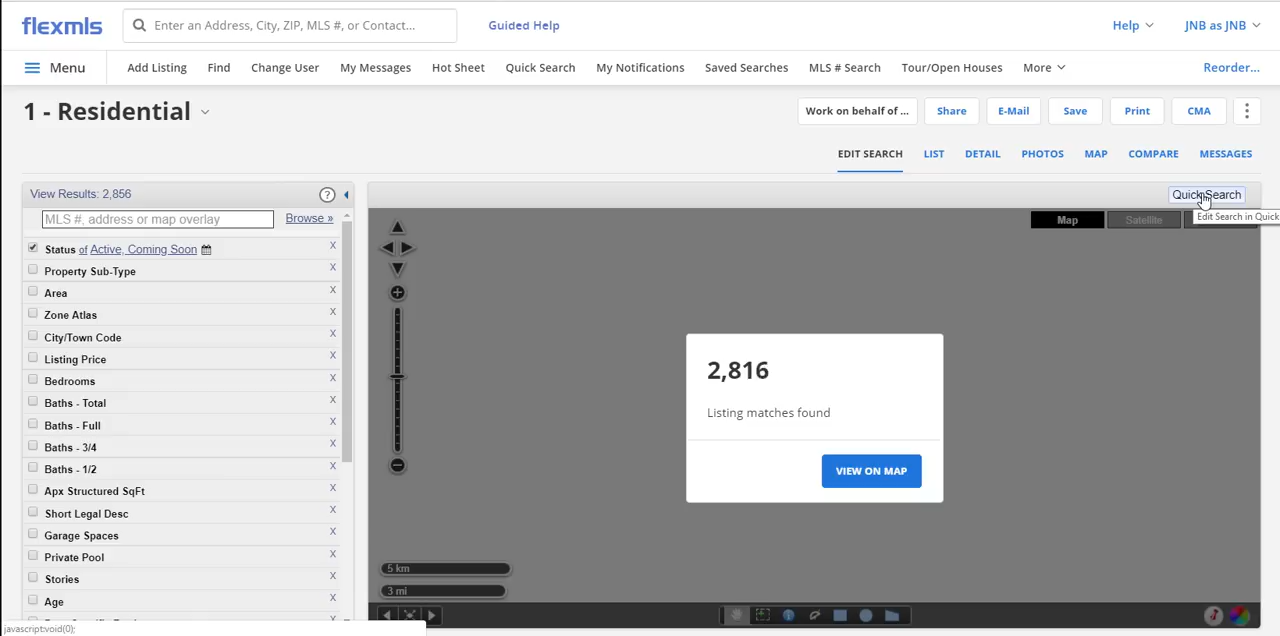 flexmls
Enter an Address, City, ZIP, MLS #, or Contact...
Guided Help
Help
JNB as JNB
Menu
Add Listing
Find
Change User
My Messages
Hot Sheet
Quick Search
My Notifications
Saved Searches
MLS # Search
Tour/Open Houses
More
Reorder...
1 - Residential
Work on behalf of ...
Share
E-Mail
Save
Print
CMA
EDIT SEARCH
LIST
DETAIL
PHOTOS
MAP
COMPARE
MESSAGES
View Results: 2,856
?
Quick Search
Edit Search in Quick
MLS #, address or map overlay
Browse »
Map
Satellite
Status of Active, Coming Soon X
Property Sub-Type X
Area X
Zone Atlas X
City/Town Code X
Listing Price X
Bedrooms X
Baths - Total X
Baths - Full X
Baths - 3/4 X
Baths - 1/2 X
Apx Structured SqFt X
Short Legal Desc X
Garage Spaces X
Private Pool X
Stories X
Age X
2,816
Listing matches found
VIEW ON MAP
5 km
3 mi
javascript:void(0);